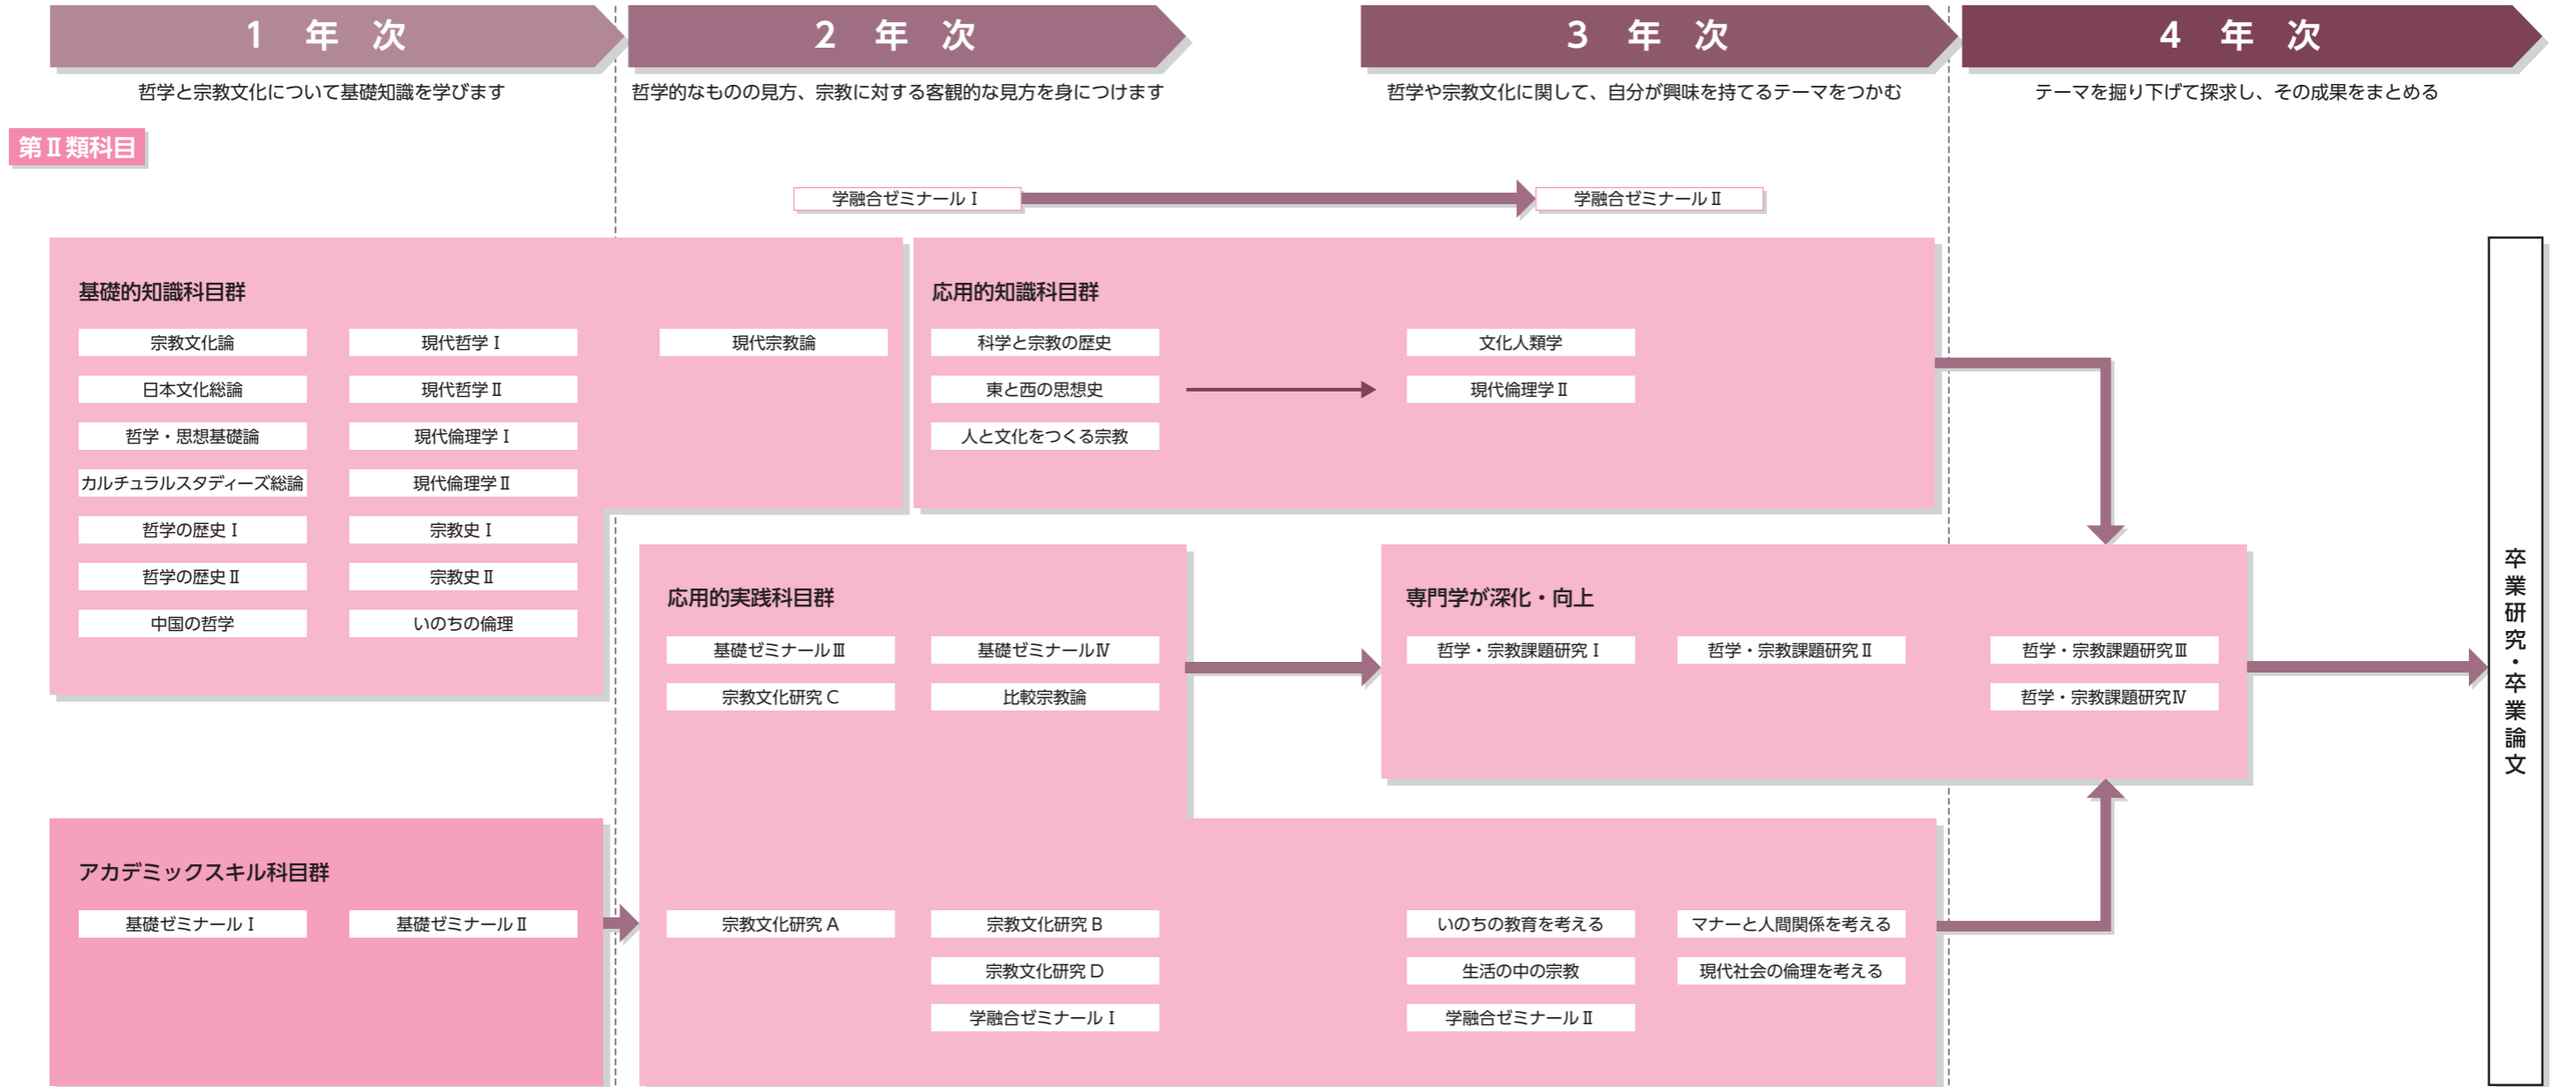 1 年 次
2 年 次
3 年 次
4 年 次
哲学と宗教文化について基礎知識を学びます
哲学的なものの見方、宗教に対する客観的な見方を身につけます
哲学や宗教文化に関して、自分が興味を持てるテーマをつかむ
テーマを掘り下げて探求し、その成果をまとめる
第Ⅱ類科目
学融合ゼミナールⅠ
学融合ゼミナールⅡ
基礎的知識科目群
宗教文化論
現代哲学Ⅰ
現代宗教論
日本文化総論
現代哲学Ⅱ
哲学・思想基礎論
現代倫理学Ⅰ
カルチュラルスタディーズ総論
現代倫理学Ⅱ
哲学の歴史Ⅰ
宗教史Ⅰ
哲学の歴史Ⅱ
宗教史Ⅱ
中国の哲学
いのちの倫理
応用的知識科目群
科学と宗教の歴史
文化人類学
東と西の思想史
現代倫理学Ⅱ
人と文化をつくる宗教
応用的実践科目群
基礎ゼミナールⅢ
基礎ゼミナールⅣ
宗教文化研究 C
比較宗教論
専門学が深化・向上
哲学・宗教課題研究Ⅰ
哲学・宗教課題研究Ⅱ
哲学・宗教課題研究Ⅲ
哲学・宗教課題研究Ⅳ
アカデミックスキル科目群
基礎ゼミナールⅠ
基礎ゼミナールⅡ
宗教文化研究 A
宗教文化研究 B
いのちの教育を考える
マナーと人間関係を考える
宗教文化研究 D
生活の中の宗教
現代社会の倫理を考える
学融合ゼミナールⅠ
学融合ゼミナールⅡ
卒業研究・卒業論文